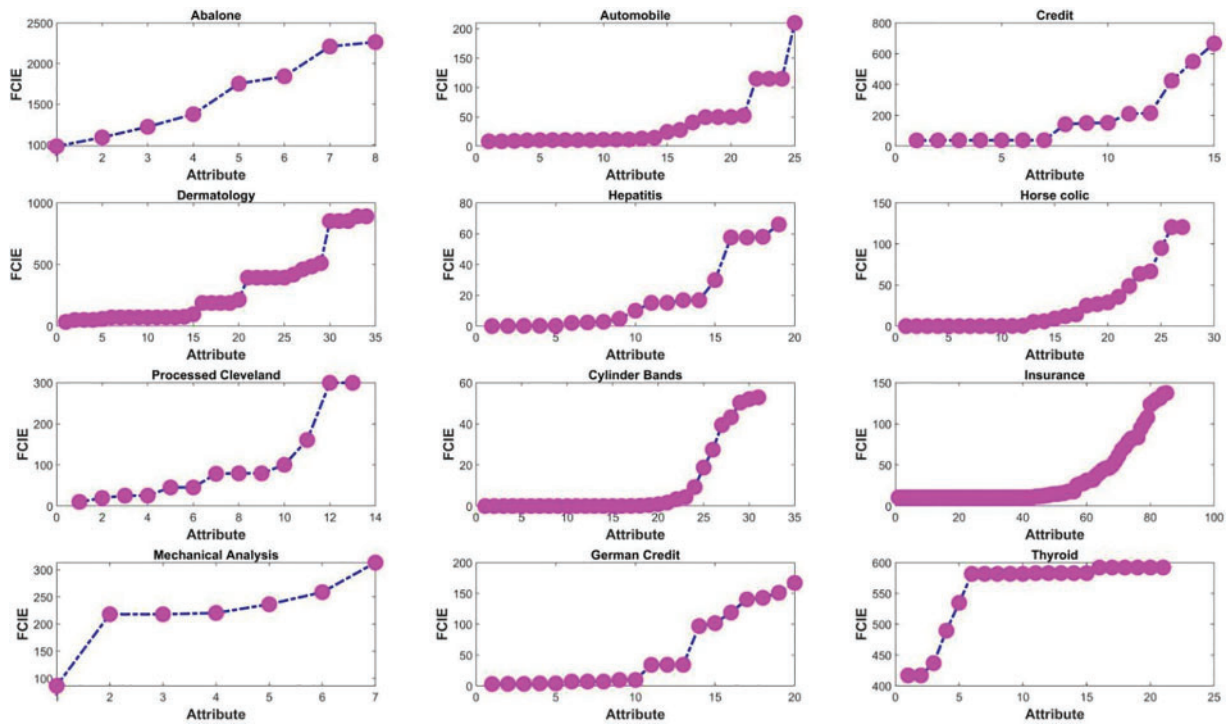 Abalone
2500
2000
1500
1000
FCIE
1 2 3 4 5 6 7 8
Attribute
Automobile
200
150
100
50
0
FCIE
0 5 10 15 20 25
Attribute
Credit
800
600
400
200
0
FCIE
0 5 10 15
Attribute
Dermatology
1000
500
0
FCIE
0 5 10 15 20 25 30 35
Attribute
Hepatitis
80
60
40
20
0
FCIE
0 5 10 15 20
Attribute
Horse colic
150
100
50
0
FCIE
0 5 10 15 20 25 30
Attribute
Processed Cleveland
300
200
100
0
FCIE
0 2 4 6 8 10 12 14
Attribute
Cylinder Bands
60
40
20
0
FCIE
0 5 10 15 20 25 30 35
Attribute
Insurance
150
100
50
0
FCIE
0 20 40 60 80 100
Attribute
Mechanical Analysis
300
250
200
150
100
FCIE
1 2 3 4 5 6 7
Attribute
German Credit
200
150
100
50
0
FCIE
0 5 10 15 20
Attribute
Thyroid
600
550
500
450
400
FCIE
0 5 10 15 20 25
Attribute